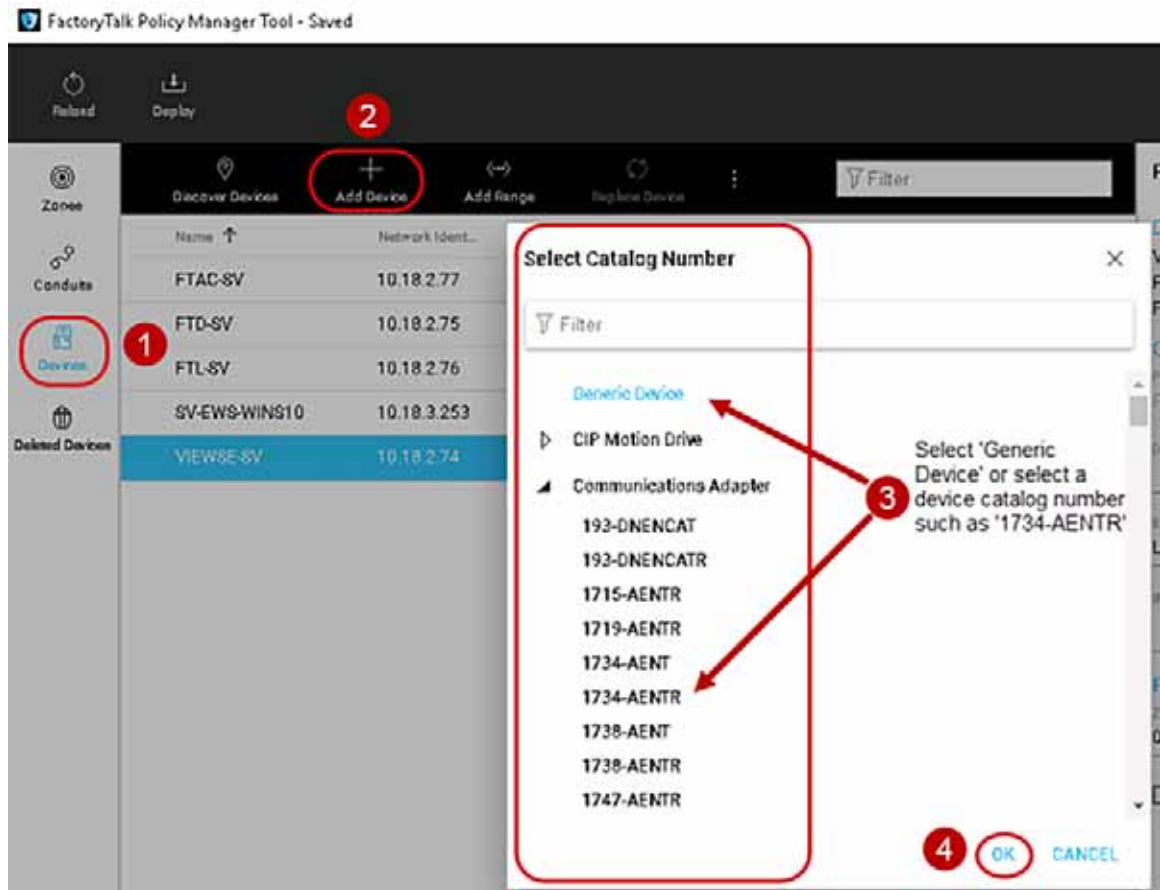 FactoryTalk Policy Manager Tool - Saved
Reload
Deploy
2
Zones
Discover Devices
Add Device
Add Range
Replace Device
Filter
Name ↑
Network Ident...
Conduits
FTAC-SV
10.18.2.77
Select Catalog Number
1
Devices
FTD-SV
10.18.2.75
Filter
FTL-SV
10.18.2.76
Deleted Devices
SV-EWS-WINS10
10.18.3.253
VIEWSE-SV
10.18.2.74
Generic Device
CIP Motion Drive
Communications Adapter
193-DNENCAT
193-DNENCATR
1715-AENTR
1719-AENTR
1734-AENT
1734-AENTR
1738-AENT
1738-AENTR
1747-AENTR
3
Select 'Generic
Device' or select a
device catalog number
such as '1734-AENTR'
4
OK
CANCEL